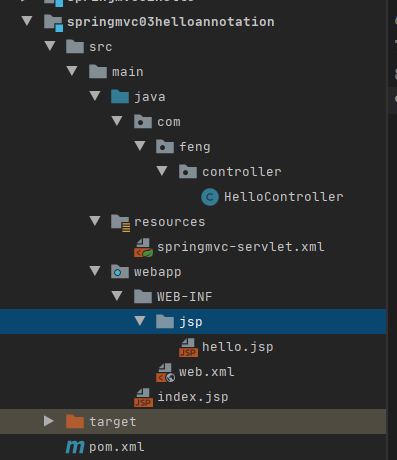 springmvc03helloannotation
src
main
java
com
feng
controller
HelloController
resources
springmvc-servlet.xml
webapp
WEB-INF
jsp
hello.jsp
web.xml
index.jsp
target
pom.xml